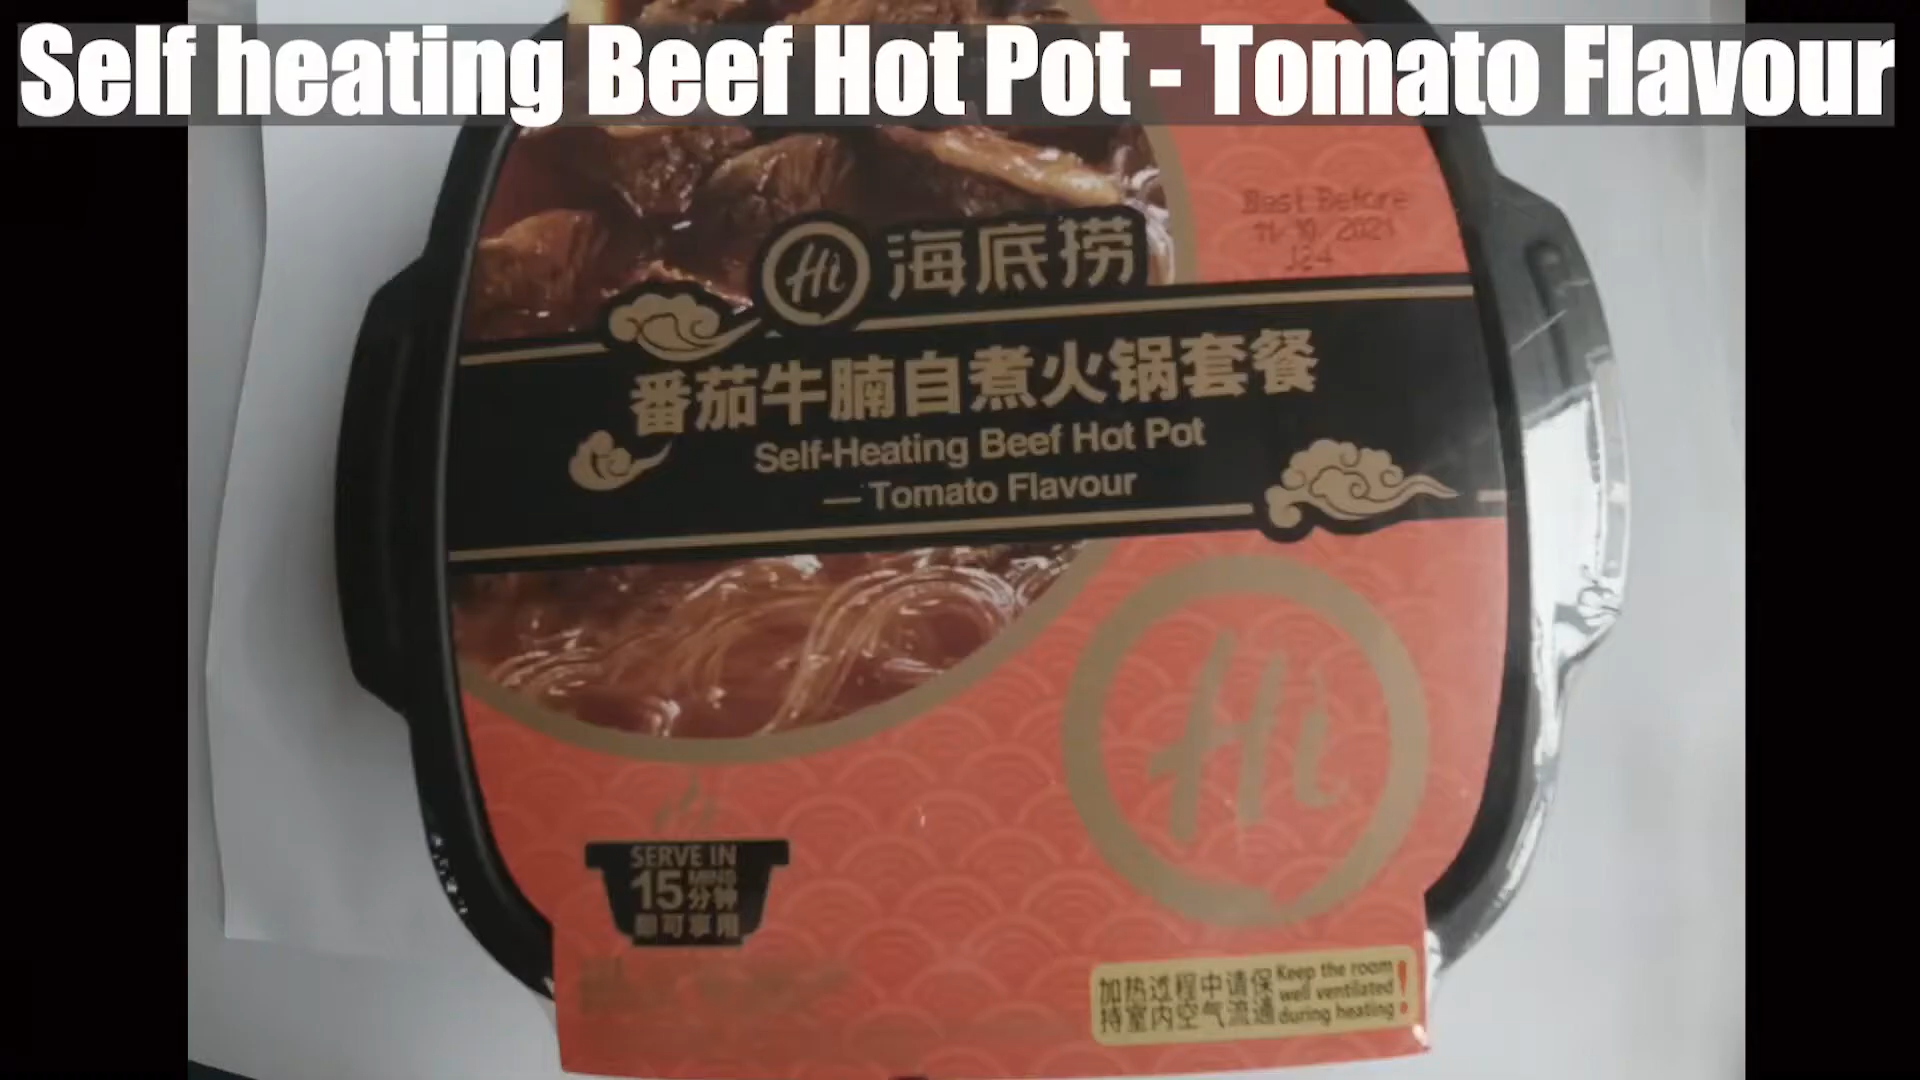 Self heating Beef Hot Pot - Tomato Flavour
Best Before
11 10 2021
J24
Hi 海底捞
番茄牛腩自煮火锅套餐
Self-Heating Beef Hot Pot
— Tomato Flavour
Hi
SERVE IN
15 MINS 分钟
即可享用
加热过程中请保
持室内空气流通
Keep the room
well ventilated
during heating
!